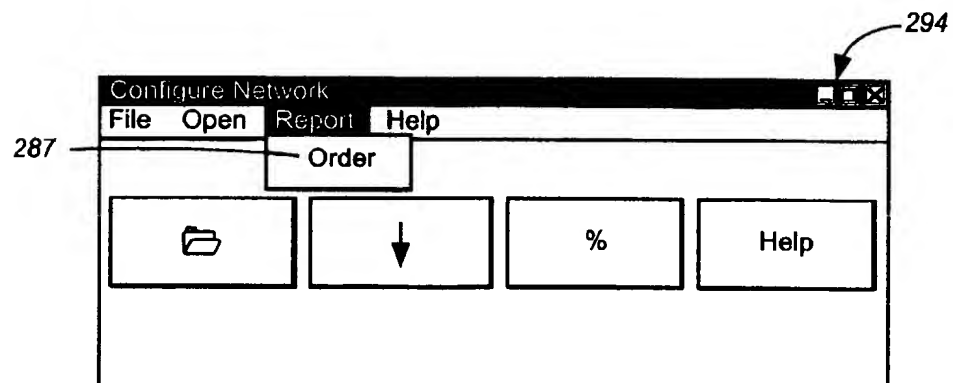 294
Configure Network
File Open Report Help
287 Order
% Help